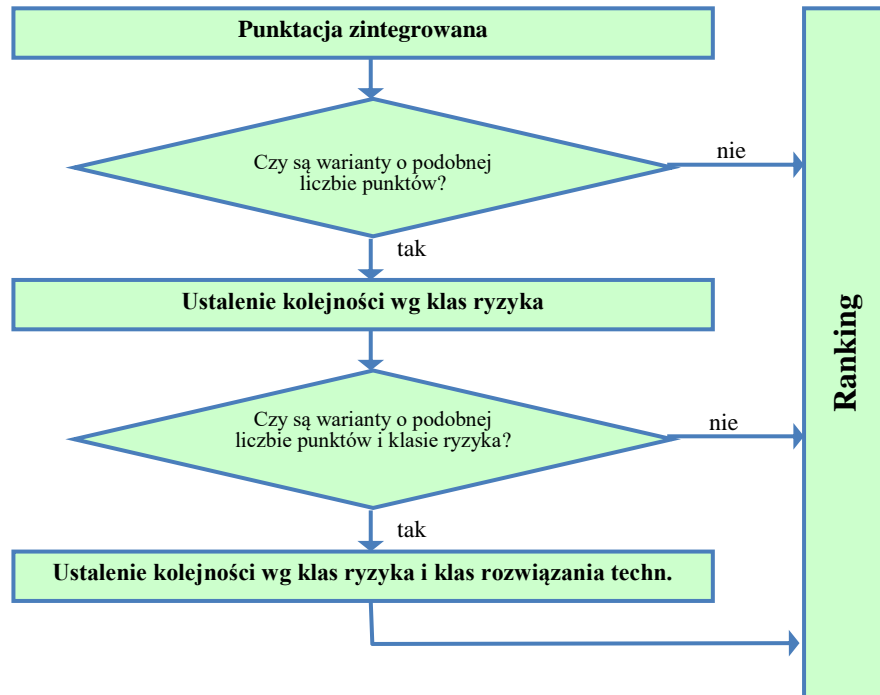 Punktacja zintegrowana
Czy są warianty o podobnej
liczbie punktów?
nie
tak
Ustalenie kolejności wg klas ryzyka
Czy są warianty o podobnej
liczbie punktów i klasie ryzyka?
nie
tak
Ustalenie kolejności wg klas ryzyka i klas rozwiązania techn.
Ranking